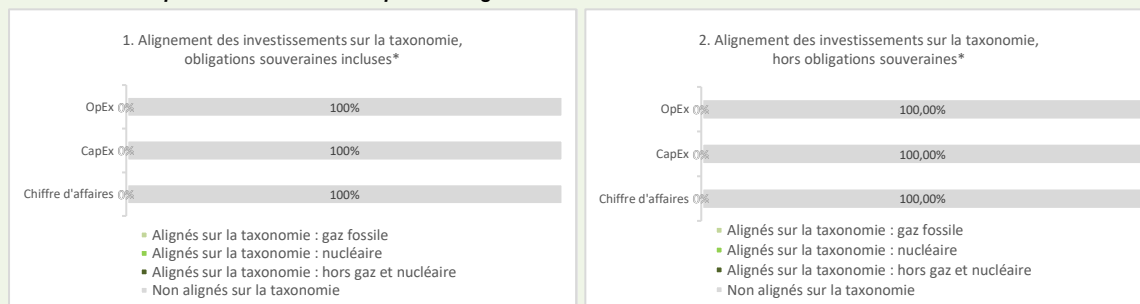 1. Alignement des investissements sur la taxonomie,
obligations souveraines incluses*
OpEx 0% 100%
CapEx 0% 100%
Chiffre d'affaires 0% 100%
Alignés sur la taxonomie : gaz fossile
Alignés sur la taxonomie : nucléaire
Alignés sur la taxonomie : hors gaz et nucléaire
Non alignés sur la taxonomie
2. Alignement des investissements sur la taxonomie,
hors obligations souveraines*
OpEx 0% 100,00%
CapEx 0% 100,00%
Chiffre d'affaires 0% 100,00%
Alignés sur la taxonomie : gaz fossile
Alignés sur la taxonomie : nucléaire
Alignés sur la taxonomie : hors gaz et nucléaire
Non alignés sur la taxonomie